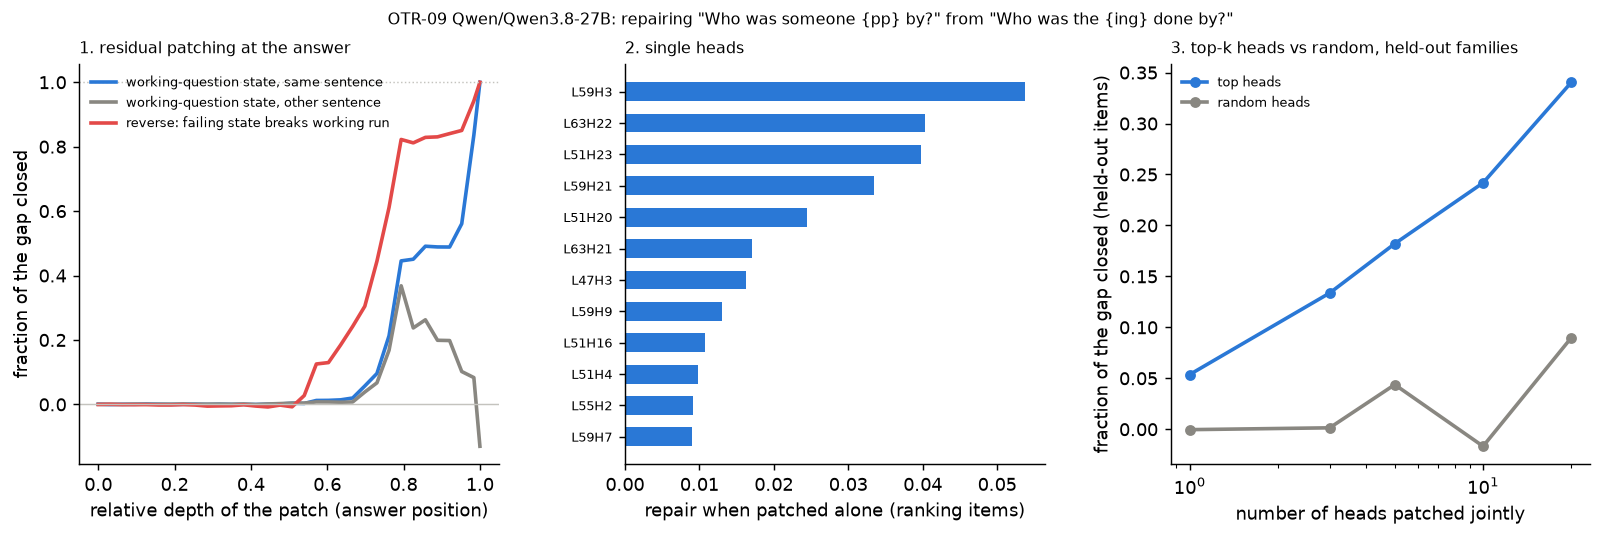 OTR-09 Qwen/Qwen3.8-27B: repairing "Who was someone {pp} by?" from "Who was the {ing} done by?"
1. residual patching at the answer
working-question state, same sentence
working-question state, other sentence
reverse: failing state breaks working run
fraction of the gap closed
1.0
0.8
0.6
0.4
0.2
0.0
0.0 0.2 0.4 0.6 0.8 1.0
relative depth of the patch (answer position)
2. single heads
L59H3
L63H22
L51H23
L59H21
L51H20
L63H21
L47H3
L59H9
L51H16
L51H4
L55H2
L59H7
0.00 0.01 0.02 0.03 0.04 0.05
repair when patched alone (ranking items)
3. top-k heads vs random, held-out families
top heads
random heads
fraction of the gap closed (held-out items)
0.35
0.30
0.25
0.20
0.15
0.10
0.05
0.00
10⁰ 10¹
number of heads patched jointly